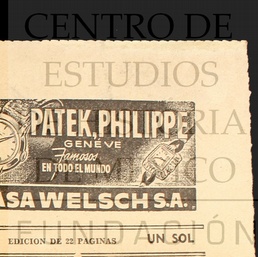 CENTRO DE
ESTUDIOS
PATEK, PHILIPPE
GENÈVE
Famosos
EN TODO EL MUNDO
ASA WELSCH S.A.
EDICION DE 22 PAGINAS UN SOL
FUNDACIÓN